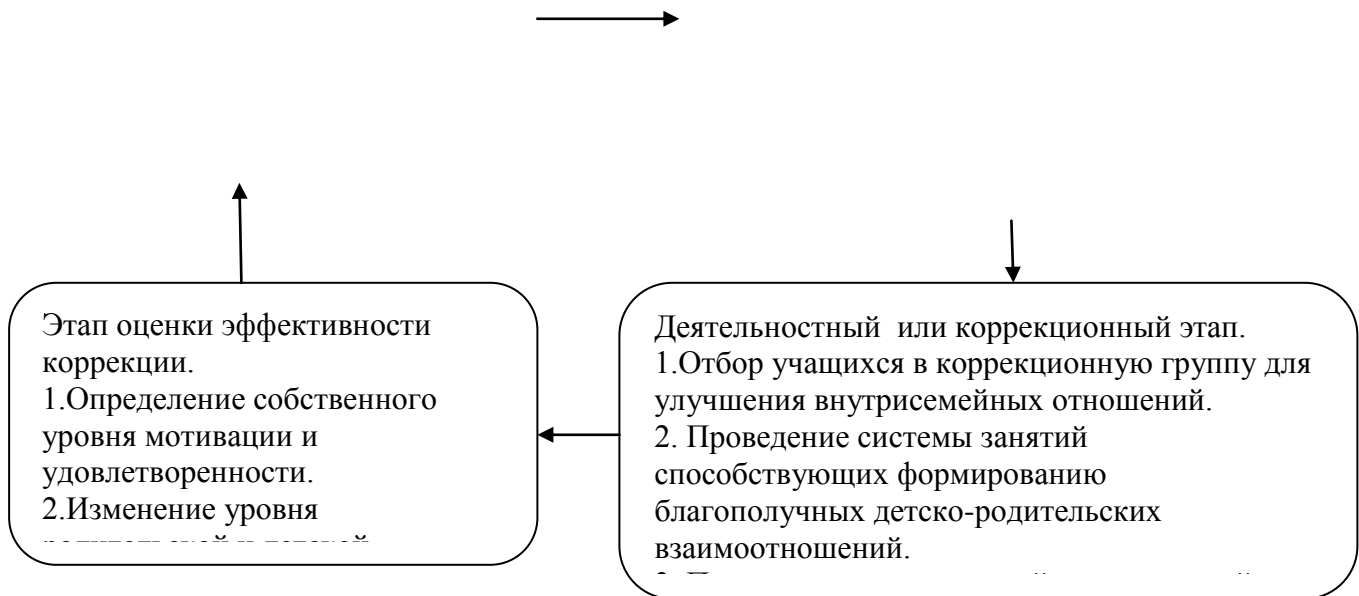 Этап оценки эффективности
коррекции.
1.Определение собственного
уровня мотивации и
удовлетворенности.
2.Изменение уровня
Деятельностный  или коррекционный этап.
1.Отбор учащихся в коррекционную группу для
улучшения внутрисемейных отношений.
2. Проведение системы занятий
способствующих формированию
благополучных детско-родительских
взаимоотношений.